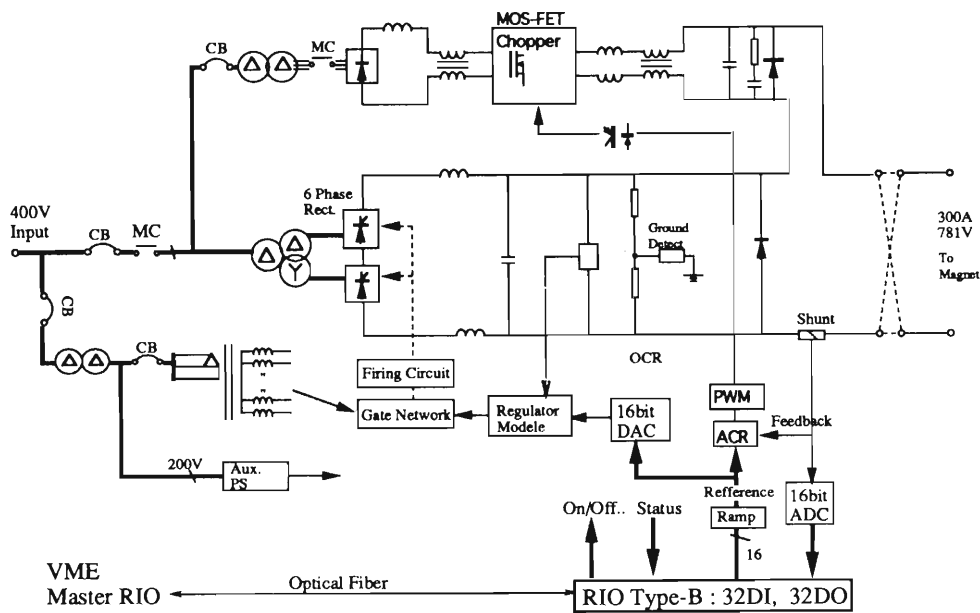 MOS-FET
CB
MC
Chopper
6 Phase
Rect.
400V
Input
CB
MC
Ground
Detect
300A
781V
To
Magnet
CB
Shunt
CB
OCR
Firing Circuit
PWM
Gate Network
Regulator
Modele
16bit
DAC
ACR
Feedback
200V
Aux.
PS
Refference
16bit
ADC
On/Off..
Status
Ramp
16
VME
Master RIO
Optical Fiber
RIO Type-B : 32DI, 32DO